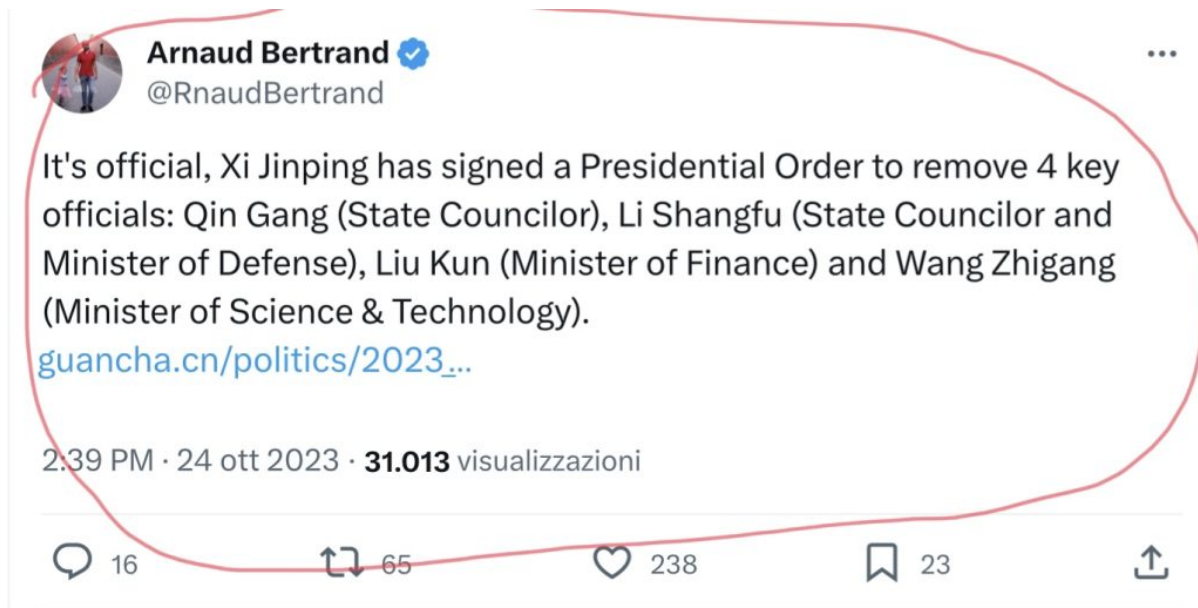 Arnaud Bertrand
@RnaudBertrand
It's official, Xi Jinping has signed a Presidential Order to remove 4 key
officials: Qin Gang (State Councilor), Li Shangfu (State Councilor and
Minister of Defense), Liu Kun (Minister of Finance) and Wang Zhigang
(Minister of Science & Technology).
guancha.cn/politics/2023_...
2:39 PM · 24 ott 2023 · 31.013 visualizzazioni
16 65 238 23